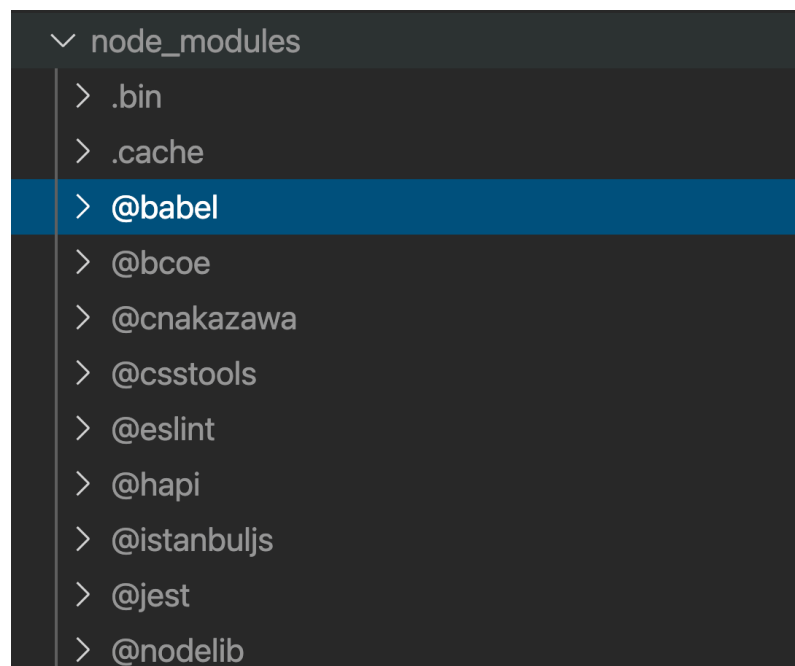 node_modules
.bin
.cache
@babel
@bcoe
@cnakazawa
@csstools
@eslint
@hapi
@istanbuljs
@jest
@nodelib